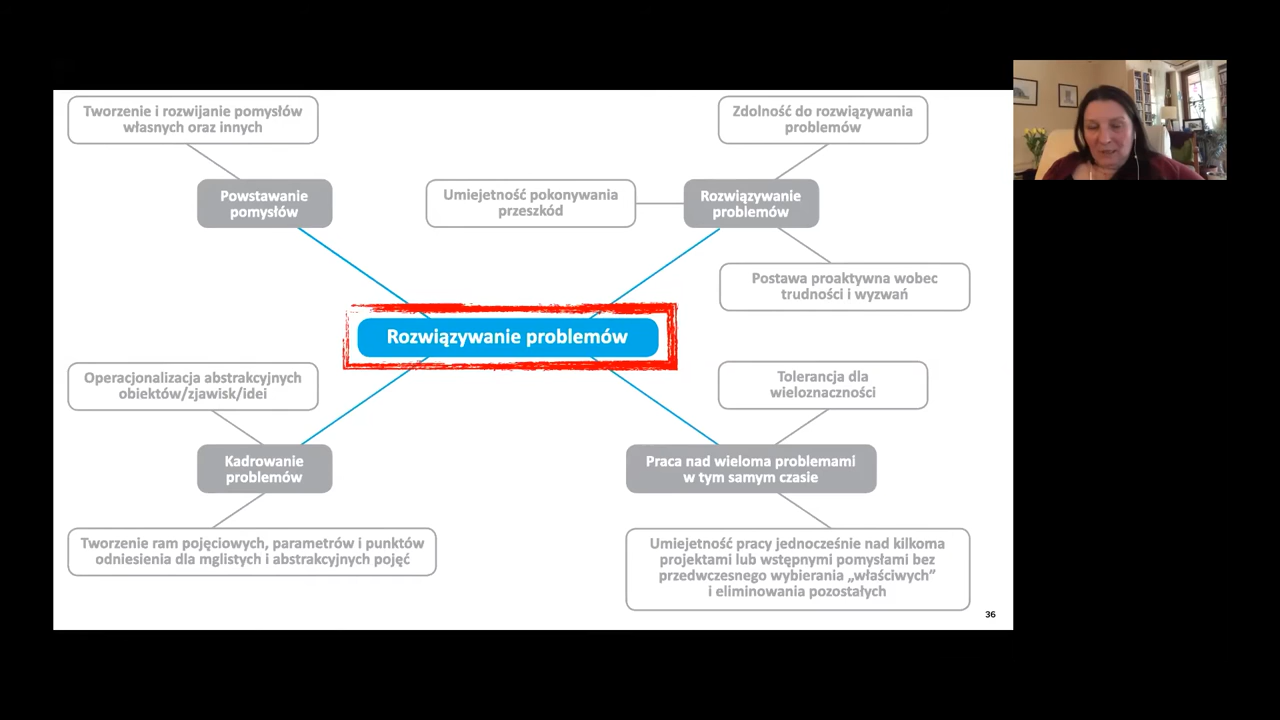 Tworzenie i rozwijanie pomysłów
własnych oraz innych
Zdolność do rozwiązywania
problemów
Powstawanie
pomysłów
Umiejętność pokonywania
przeszkód
Rozwiązywanie
problemów
Postawa proaktywna wobec
trudności i wyzwań
Rozwiązywanie problemów
Operacjonalizacja abstrakcyjnych
obiektów/zjawisk/idei
Tolerancja dla
wieloznaczności
Kadrowanie
problemów
Praca nad wieloma problemami
w tym samym czasie
Tworzenie ram pojęciowych, parametrów i punktów
odniesienia dla mglistych i abstrakcyjnych pojęć
Umiejętność pracy jednocześnie nad kilkoma
projektami lub wstępnymi pomysłami bez
przedwczesnego wybierania „właściwych”
i eliminowania pozostałych
36